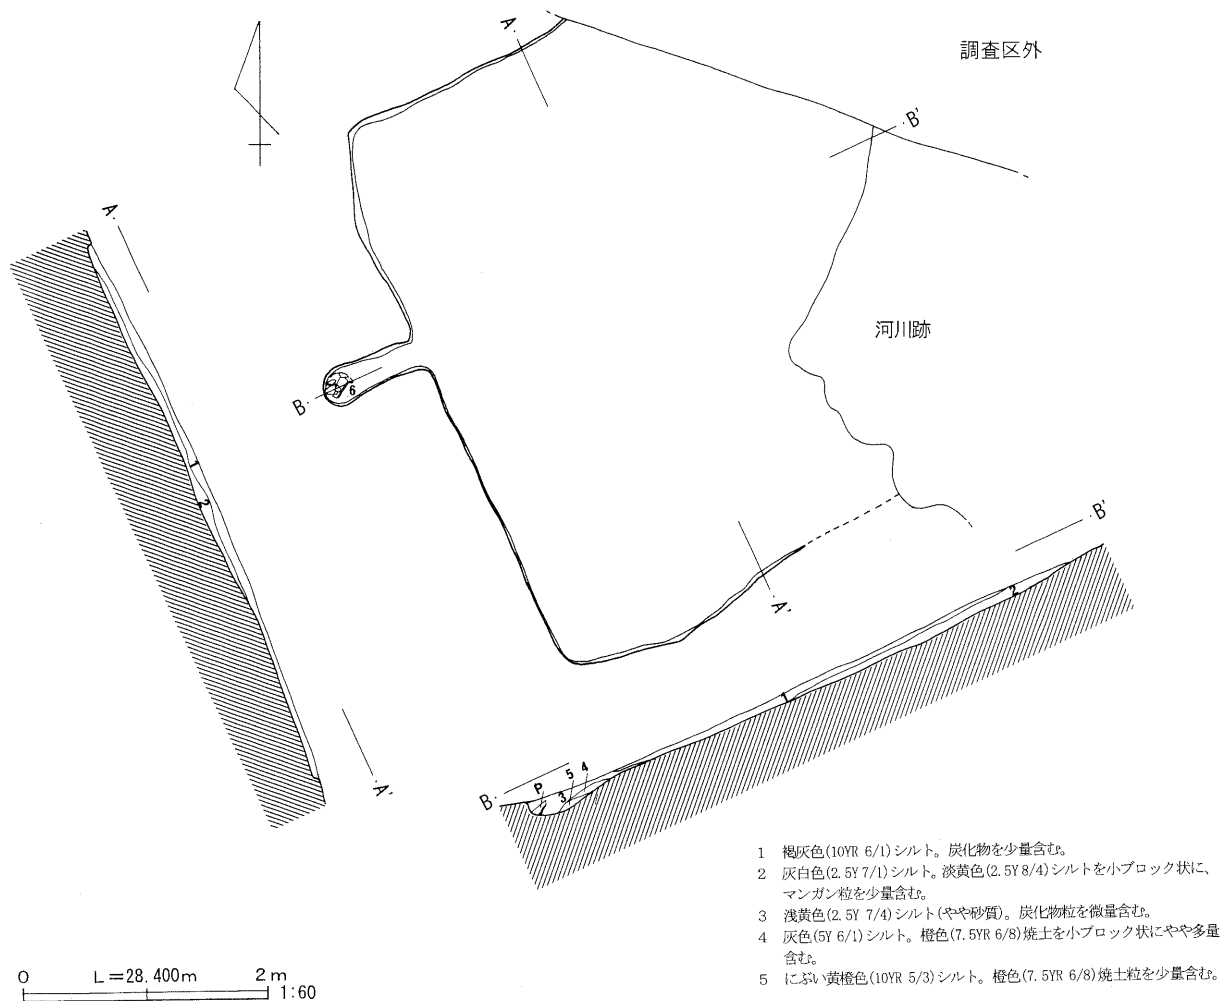 A
調査区外
B'
A
河川跡
6
B
1
2
B'
A'
2
1
A'
B
P
5
4
3
1 褐灰色(10YR 6/1)シルト。炭化物を少量含む。
2 灰白色(2.5Y 7/1)シルト。淡黄色(2.5Y 8/4)シルトを小ブロック状に、
マンガン粒を少量含む。
3 浅黄色(2.5Y 7/4)シルト(やや砂質)。炭化物粒を微量含む。
4 灰色(5Y 6/1)シルト。橙色(7.5YR 6/8)焼土を小ブロック状にやや多量
含む。
5 にぶい黄橙色(10YR 5/3)シルト。橙色(7.5YR 6/8)焼土粒を少量含む。
0 L=28.400m 2m
1:60